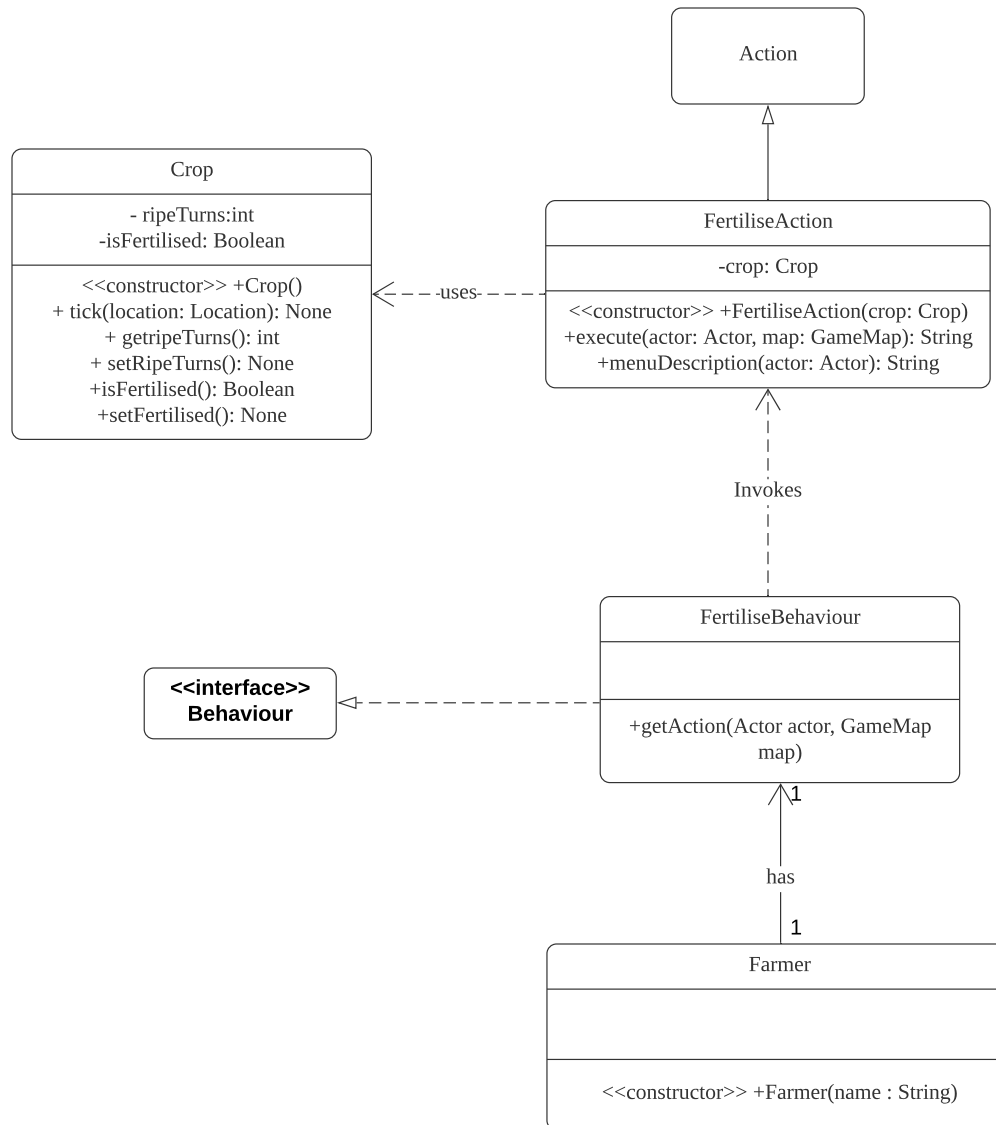 Action
Crop
- ripeTurns:int
-isFertilised: Boolean
<<constructor>> +Crop()
+ tick(location: Location): None
+ getripeTurns(): int
+ setRipeTurns(): None
+isFertilised(): Boolean
+setFertilised(): None
uses
FertiliseAction
-crop: Crop
<<constructor>> +FertiliseAction(crop: Crop)
+execute(actor: Actor, map: GameMap): String
+menuDescription(actor: Actor): String
Invokes
<<interface>>
Behaviour
FertiliseBehaviour
+getAction(Actor actor, GameMap
map)
1
has
1
Farmer
<<constructor>> +Farmer(name : String)